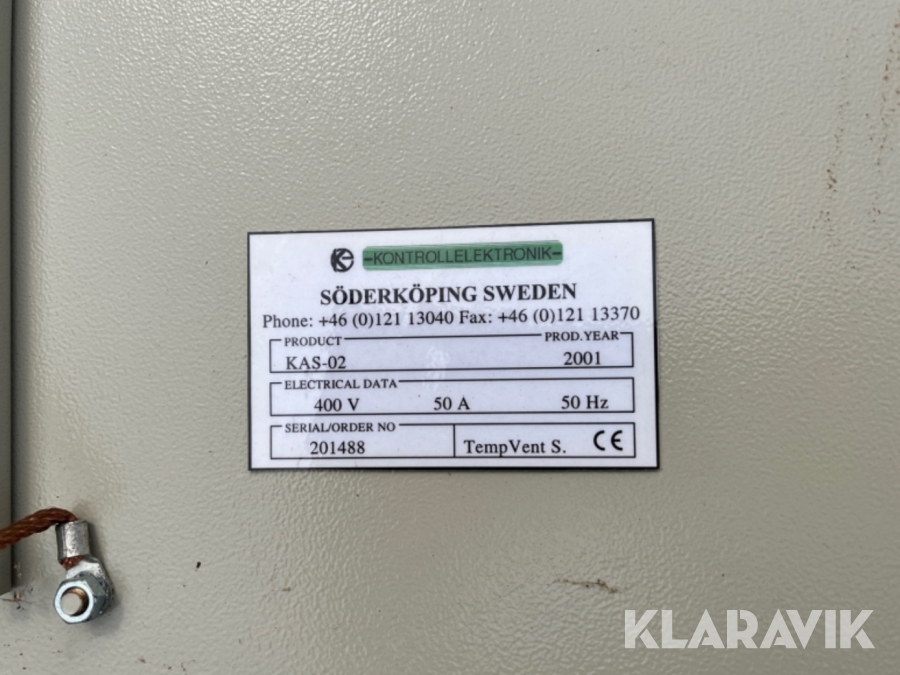 KE -KONTROLLELEKTRONIK-
SÖDERKÖPING SWEDEN
Phone: +46 (0)121 13040 Fax: +46 (0)121 13370
PRODUCT PROD.YEAR
KAS-02 2001
ELECTRICAL DATA
400 V 50 A 50 Hz
SERIAL/ORDER NO
201488 TempVent S. CE
KLARAVIK